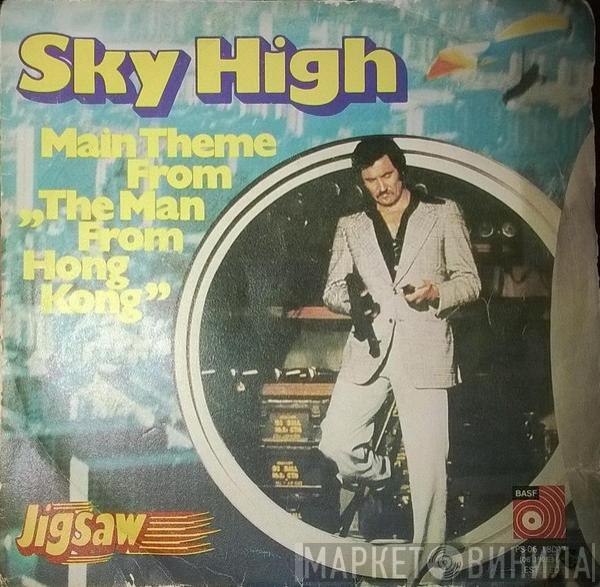 Sky High
Main Theme
From
„The Man
From
Hong
Kong”
Jigsaw
BASF
МАРКЕТ ВИНИЛА